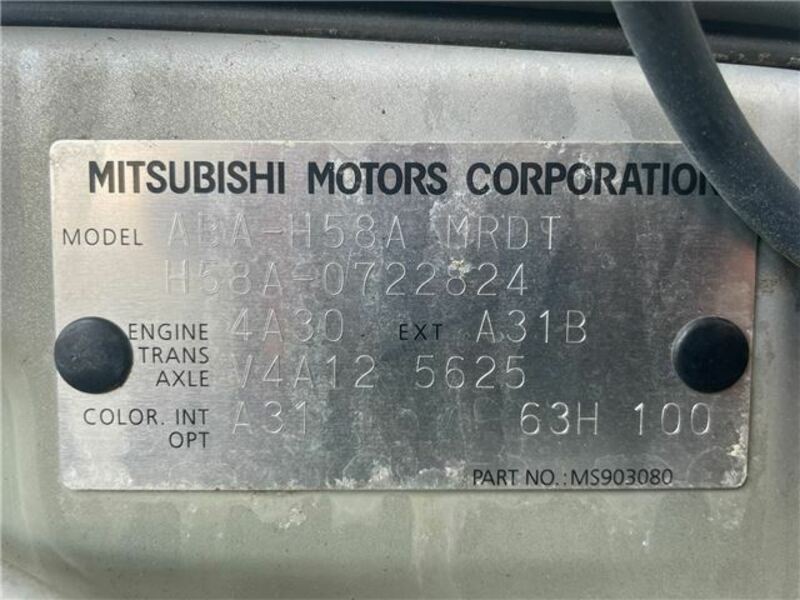 MITSUBISHI MOTORS CORPORATION
MODEL ABA-H58A MRDT
H58A-0722824
ENGINE 4A30 EXT A31B
TRANS AXLE V4A12 5625
COLOR. INT OPT A31 63H 100
PART NO.: MS903080